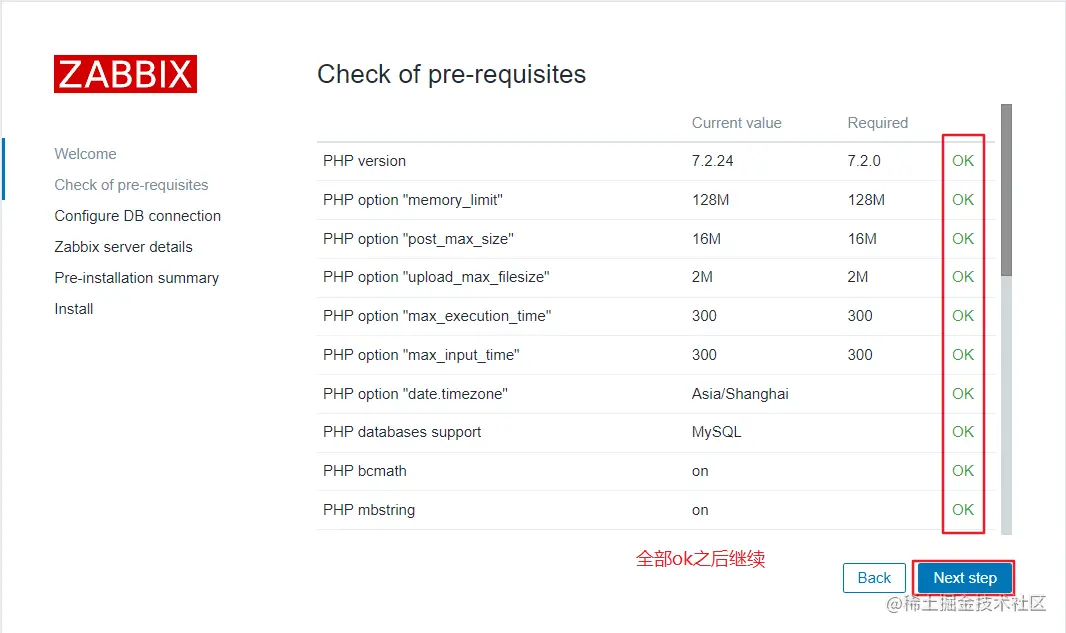 ZABBIX
Check of pre-requisites
Welcome
Check of pre-requisites
Configure DB connection
Zabbix server details
Pre-installation summary
Install
Current value Required
PHP version 7.2.24 7.2.0 OK
PHP option "memory_limit" 128M 128M OK
PHP option "post_max_size" 16M 16M OK
PHP option "upload_max_filesize" 2M 2M OK
PHP option "max_execution_time" 300 300 OK
PHP option "max_input_time" 300 300 OK
PHP option "date.timezone" Asia/Shanghai OK
PHP databases support MySQL OK
PHP bcmath on OK
PHP mbstring on OK
全部ok之后继续
Back Next step
@稀土掘金技术社区